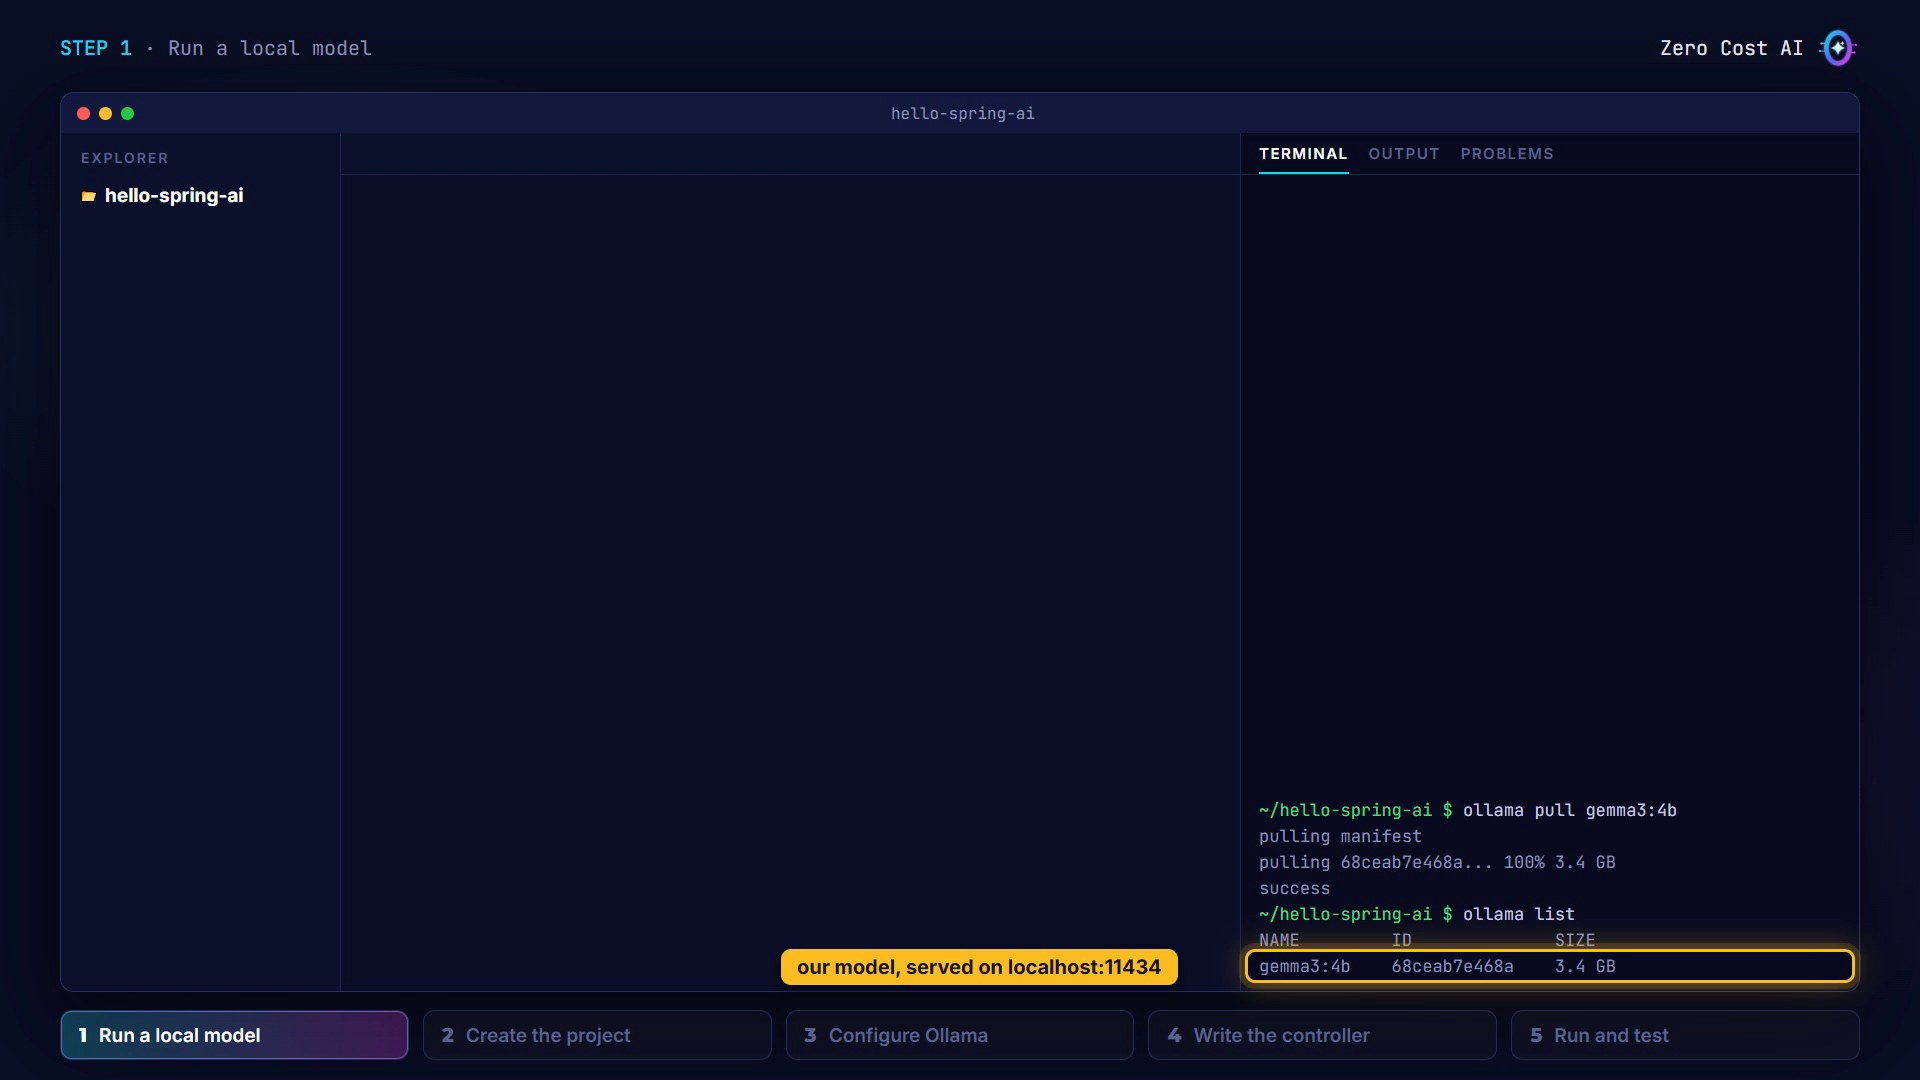 STEP 1 · Run a local model
Zero Cost AI
hello-spring-ai
EXPLORER
hello-spring-ai
TERMINAL OUTPUT PROBLEMS
~/hello-spring-ai $ ollama pull gemma3:4b
pulling manifest
pulling 68ceab7e468a... 100% 3.4 GB
success
~/hello-spring-ai $ ollama list
NAME ID SIZE
gemma3:4b 68ceab7e468a 3.4 GB
our model, served on localhost:11434
1 Run a local model
2 Create the project
3 Configure Ollama
4 Write the controller
5 Run and test